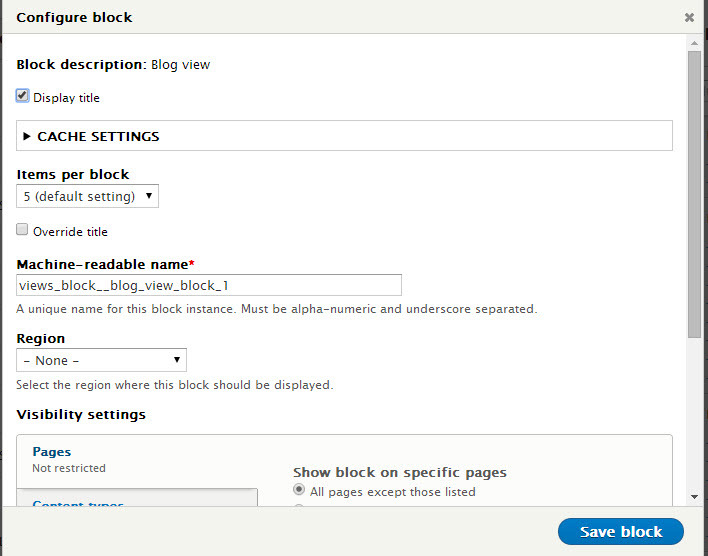 Configure block
Block description: Blog view
Display title
CACHE SETTINGS
Items per block
5 (default setting)
Override title
Machine-readable name*
views_block__blog_view_block_1
A unique name for this block instance. Must be alpha-numeric and underscore separated.
Region
- None -
Select the region where this block should be displayed.
Visibility settings
Pages
Not restricted
Show block on specific pages
All pages except those listed
Content types
Save block